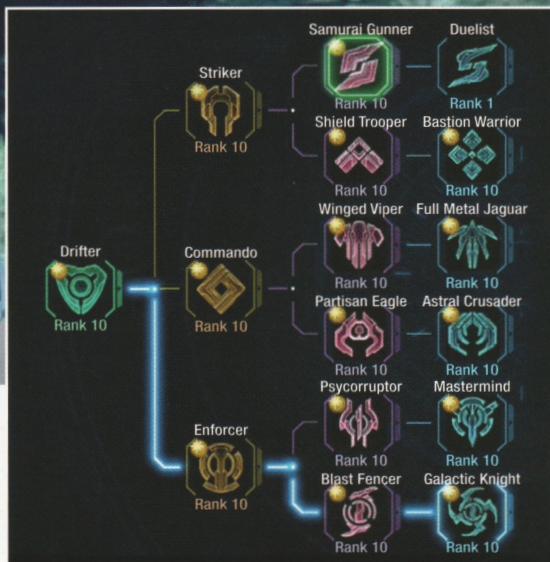 Samurai Gunner Duelist
Striker
Rank 10 Rank 1
Shield Trooper Bastion Warrior
Rank 10
Rank 10 Rank 10
Winged Viper Full Metal Jaguar
Drifter Commando
Rank 10 Rank 10
Partisan Eagle Astral Crusader
Rank 10 Rank 10
Rank 10 Rank 10
Psycorruptor Mastermind
Enforcer
Rank 10 Rank 10
Blast Fencer Galactic Knight
Rank 10
Rank 10 Rank 10